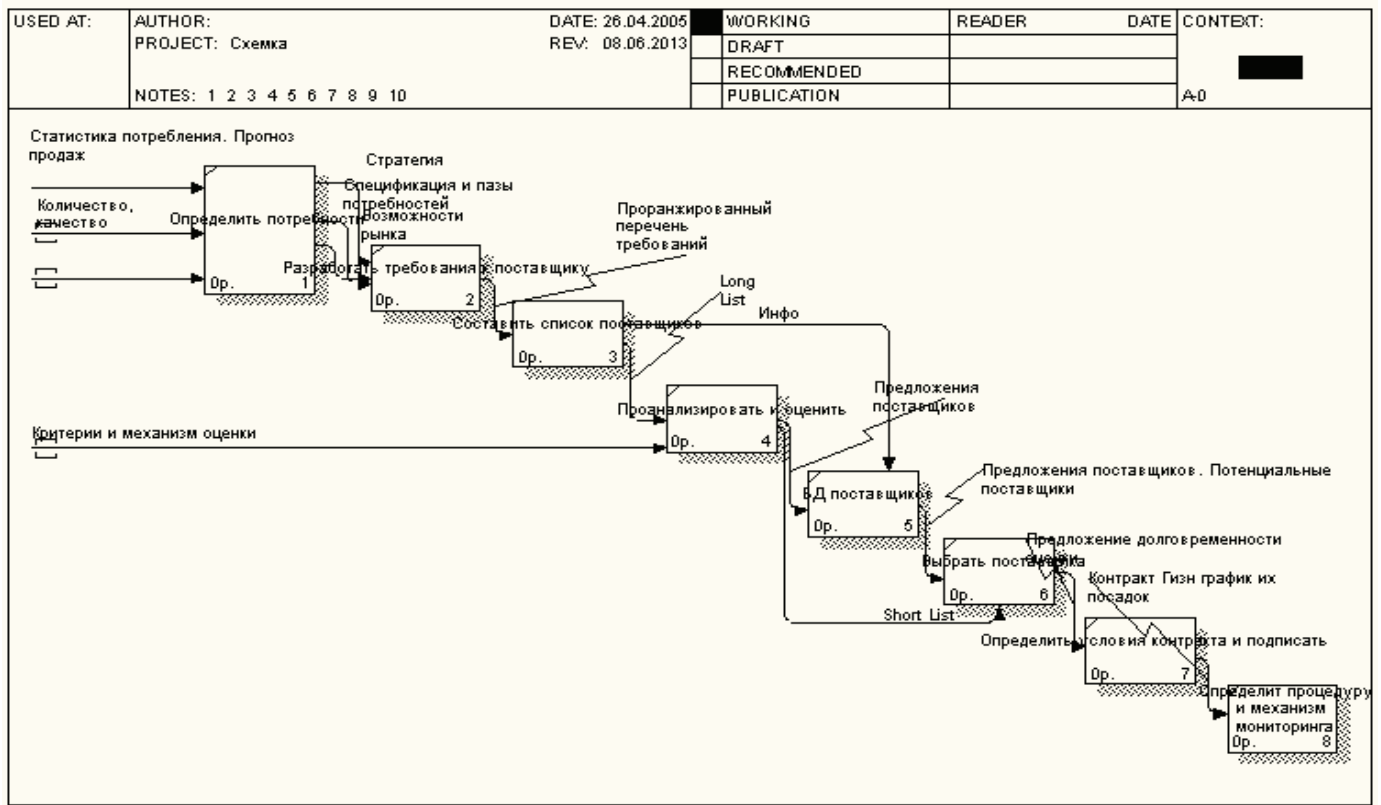 USED AT:
AUTHOR:
DATE: 26.04.2005
WORKING
READER
DATE
CONTEXT:
PROJECT: Схемка
REV: 08.06.2013
DRAFT
RECOMMENDED
NOTES: 1 2 3 4 5 6 7 8 9 10
PUBLICATION
A-0
Статистика потребления. Прогноз
продаж
Стратегия
Спецификация и пазы
потребностей
Количество,
качество
Определить потребности
Возможности
рынка
Проранжированный
перечень
требований
Разработать требования к поставщику
0р. 1
0р. 2
Long
List
Инфо
Составить список поставщиков
0р. 3
Предложения
поставщиков
Проанализировать и оценить
Критерии и механизм оценки
0р. 4
Предложения поставщиков. Потенциальные
поставщики
БД поставщиков
0р. 5
Предложение долговременности
Выбрать поставщика
Контракт Гизн график их
посадок
0р. 6
Short List
Определить условия контракта и подписать
0р. 7
Определит процедуру
и механизм
мониторинга
0р. 8